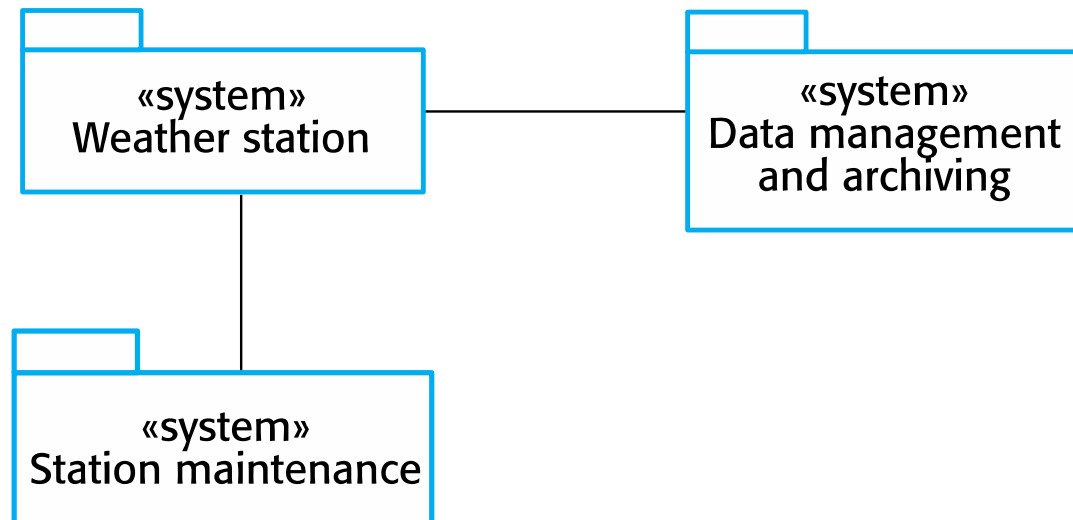 «system»
Weather station
«system»
Data management
and archiving
«system»
Station maintenance